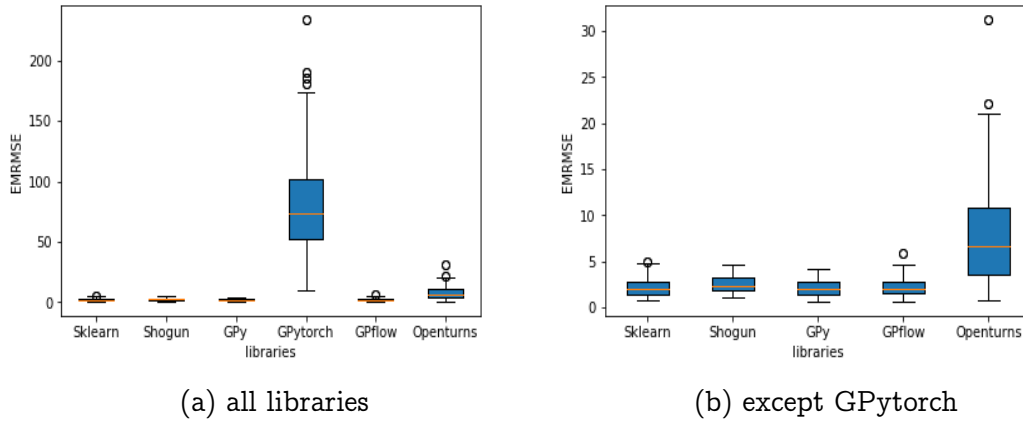 EMRMSE
200
150
100
50
0
Sklearn Shogun GPy GPytorch GPflow Openturns
libraries
(a) all libraries
EMRMSE
30
25
20
15
10
5
0
Sklearn Shogun GPy GPflow Openturns
libraries
(b) except GPytorch